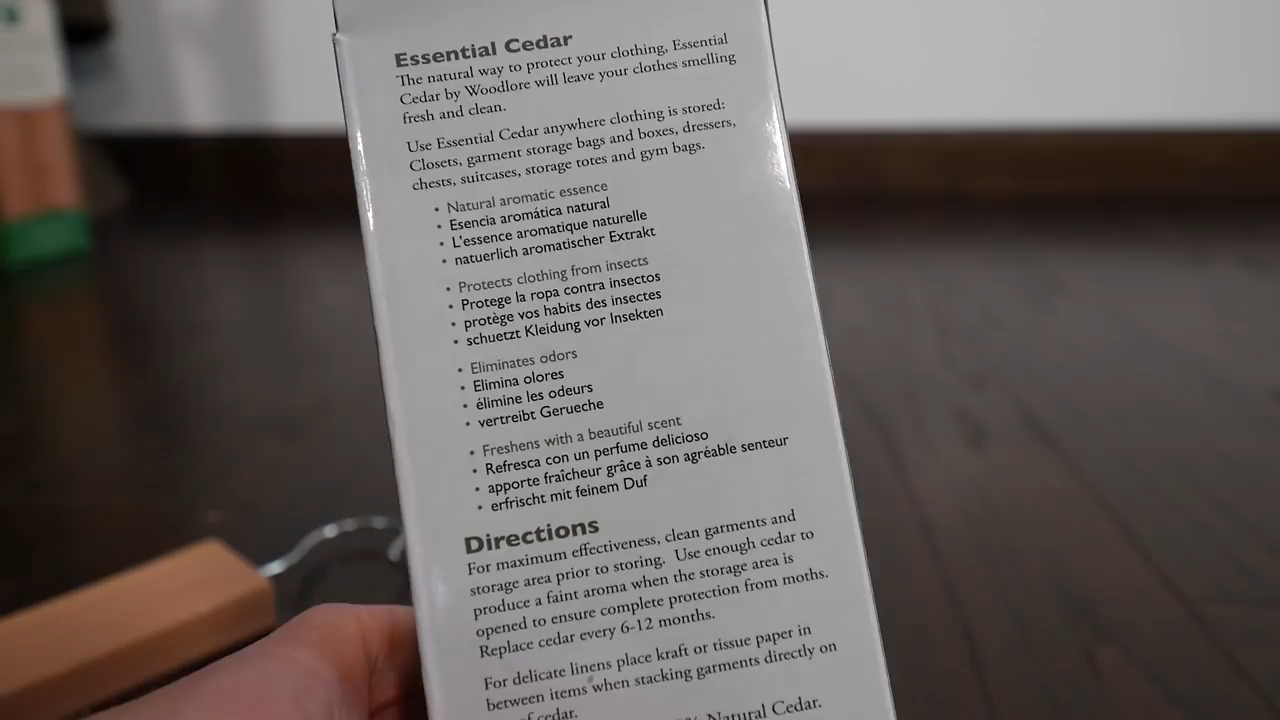 Essential Cedar
The natural way to protect your clothing, Essential
Cedar by Woodlore will leave your clothes smelling
fresh and clean.
Use Essential Cedar anywhere clothing is stored:
Closets, garment storage bags and boxes, dressers,
chests, suitcases, storage totes and gym bags.
• Natural aromatic essence
• Esencia aromática natural
• L'essence aromatique naturelle
• natuerlich aromatischer Extrakt
• Protects clothing from insects
• Protege la ropa contra insectos
• protège vos habits des insectes
• schuetzt Kleidung vor Insekten
• Eliminates odors
• Elimina olores
• élimine les odeurs
• vertreibt Gerueche
• Freshens with a beautiful scent
• Refresca con un perfume delicioso
• apporte fraîcheur grâce à son agréable senteur
• erfrischt mit feinem Duf
Directions
For maximum effectiveness, clean garments and
storage area prior to storing. Use enough cedar to
produce a faint aroma when the storage area is
opened to ensure complete protection from moths.
Replace cedar every 6-12 months.
For delicate linens place kraft or tissue paper in
between items when stacking garments directly on
of cedar.
% Natural Cedar.